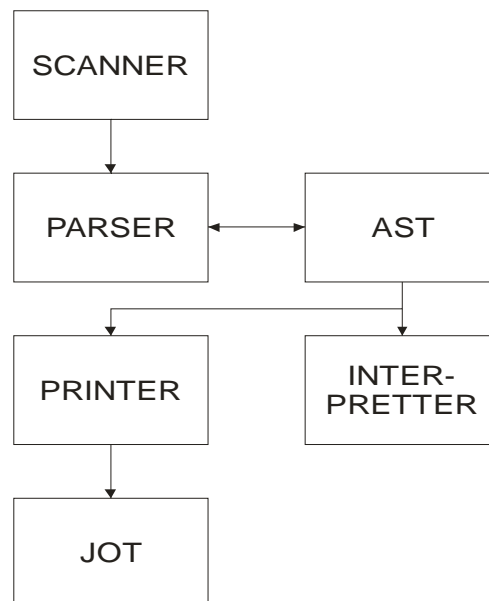 SCANNER
PARSER
AST
PRINTER
INTER-
PRETTER
JOT